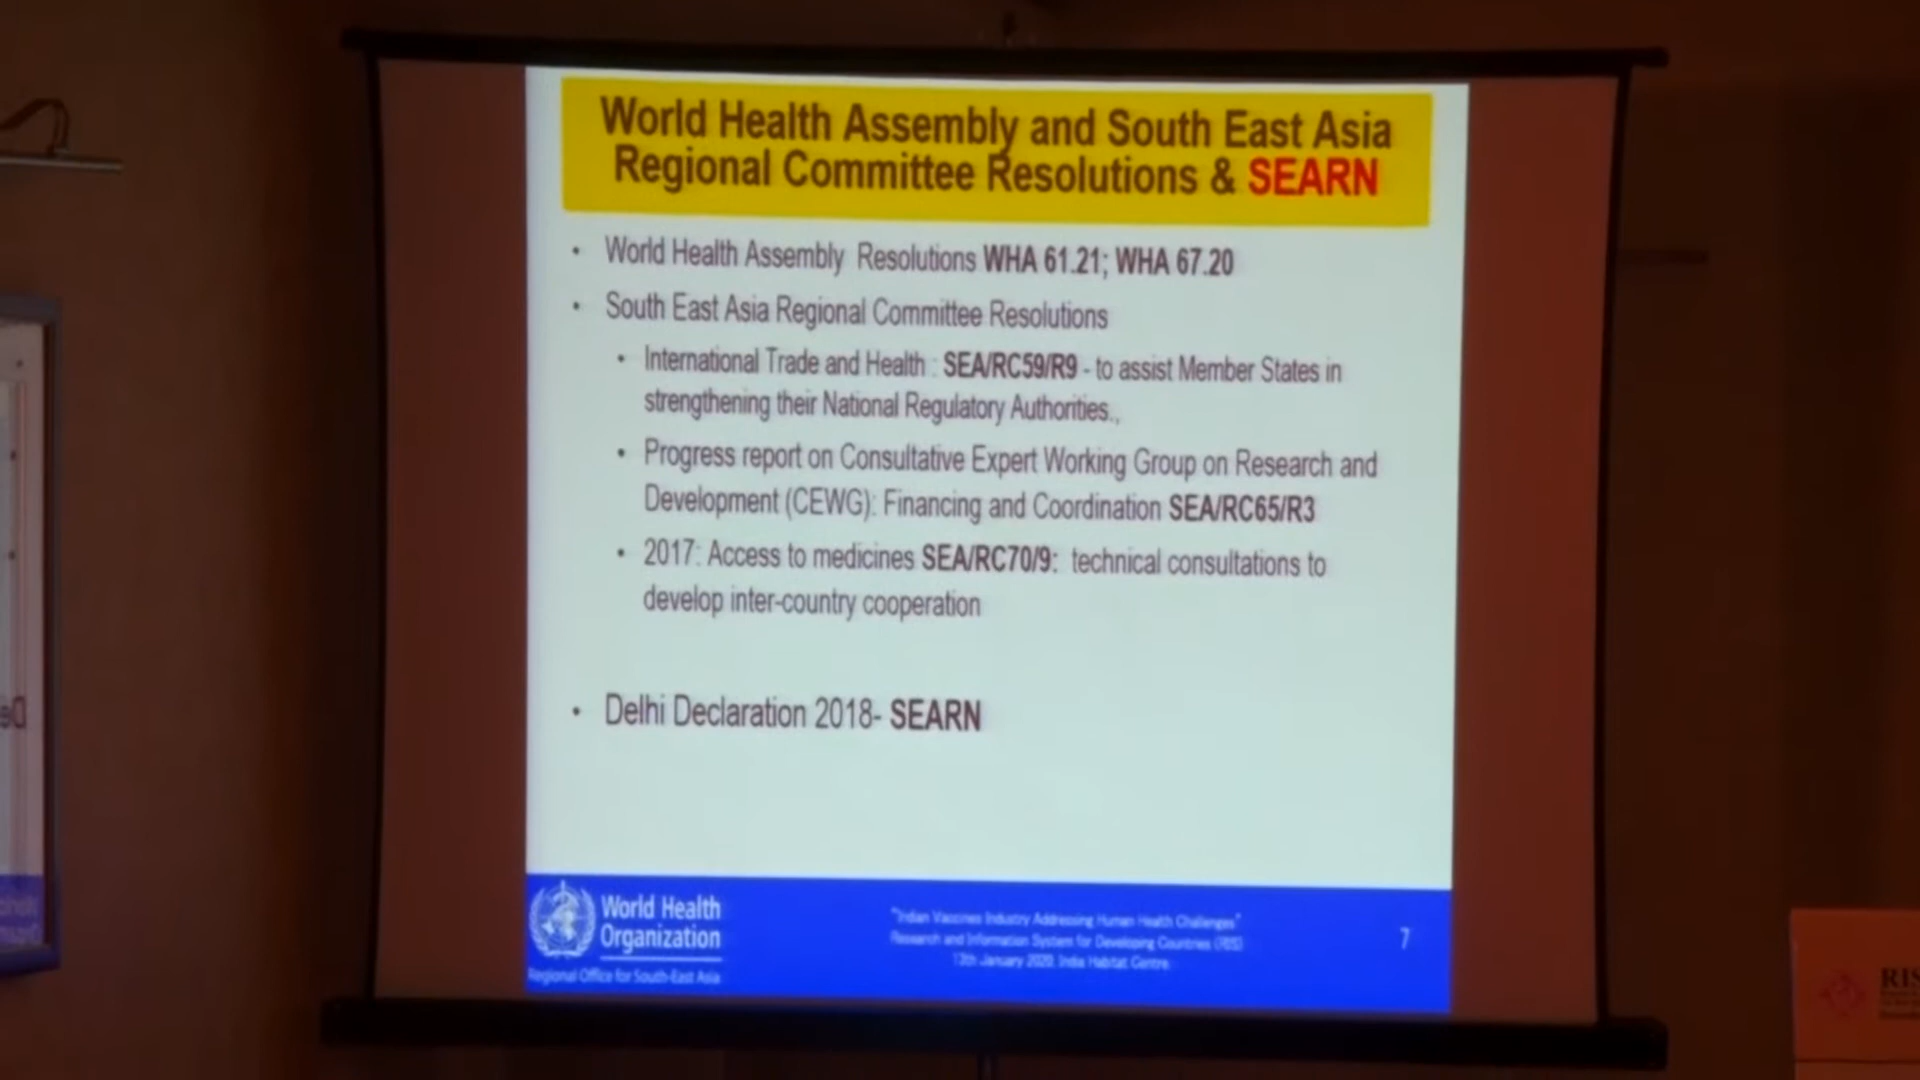 World Health Assembly and South East Asia
Regional Committee Resolutions & SEARN
• World Health Assembly Resolutions WHA 61.21; WHA 67.20
• South East Asia Regional Committee Resolutions
• International Trade and Health : SEA/RC59/R9 - to assist Member States in
strengthening their National Regulatory Authorities.,
• Progress report on Consultative Expert Working Group on Research and
Development (CEWG): Financing and Coordination SEA/RC65/R3
• 2017: Access to medicines SEA/RC70/9: technical consultations to
develop inter-country cooperation
• Delhi Declaration 2018- SEARN
World Health
Organization
Regional Office for South-East Asia
"Indian Vaccines Industry Addressing Human Health Challenges"
Research and Information System for Developing Countries (RIS)
13th January 2020, India Habitat Centre
7
RIS